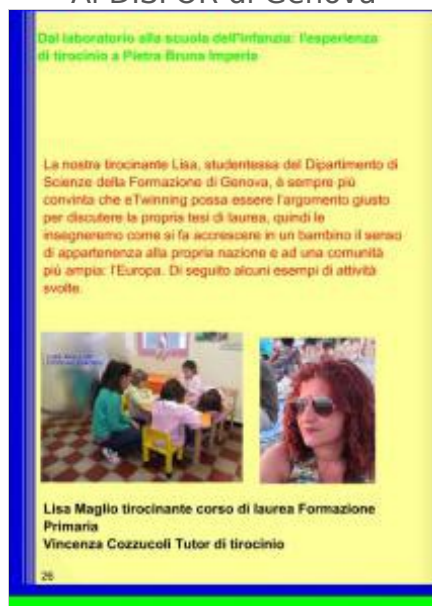 Al DISFOR di Genova
Dal laboratorio alla scuola dell'infanzia: l'esperienza
di tirocinio a Pietra Bruna Imperia
La nostra tirocinante Lisa, studentessa del Dipartimento di
Scienze della Formazione di Genova, è sempre più
convinta che eTwinning possa essere l'argomento giusto
per discutere la propria tesi di laurea, quindi le
insegneremo come si fa accrescere in un bambino il senso
di appartenenza alla propria nazione e ad una comunità
più ampia: l'Europa. Di seguito alcuni esempi di attività
svolte.
Lisa Maglio tirocinante corso di laurea Formazione
Primaria
Vincenza Cozzucoli Tutor di tirocinio
26